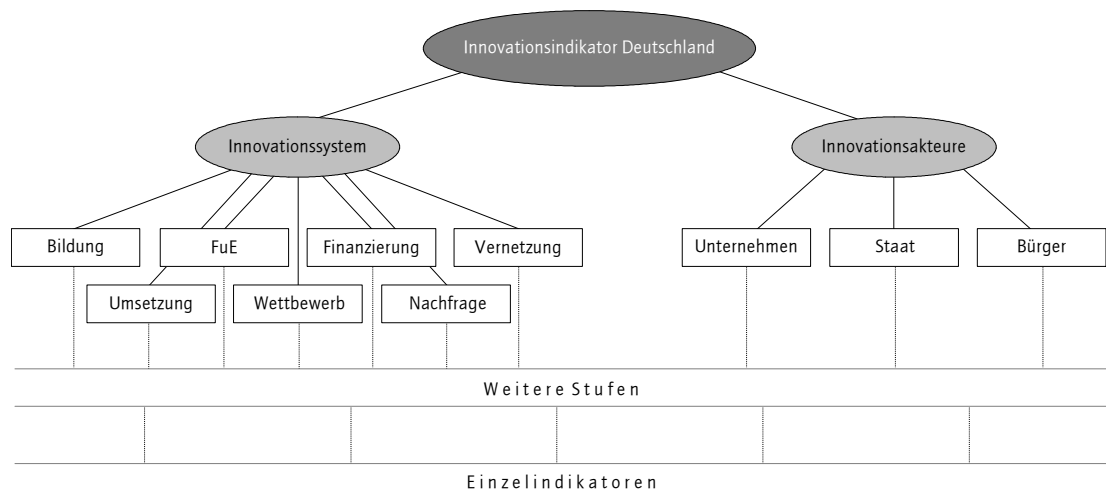 Innovationsindikator Deutschland
Innovationssystem
Innovationsakteure
Bildung
FuE
Finanzierung
Vernetzung
Unternehmen
Staat
Bürger
Umsetzung
Wettbewerb
Nachfrage
Weitere Stufen
Einzelindikatoren